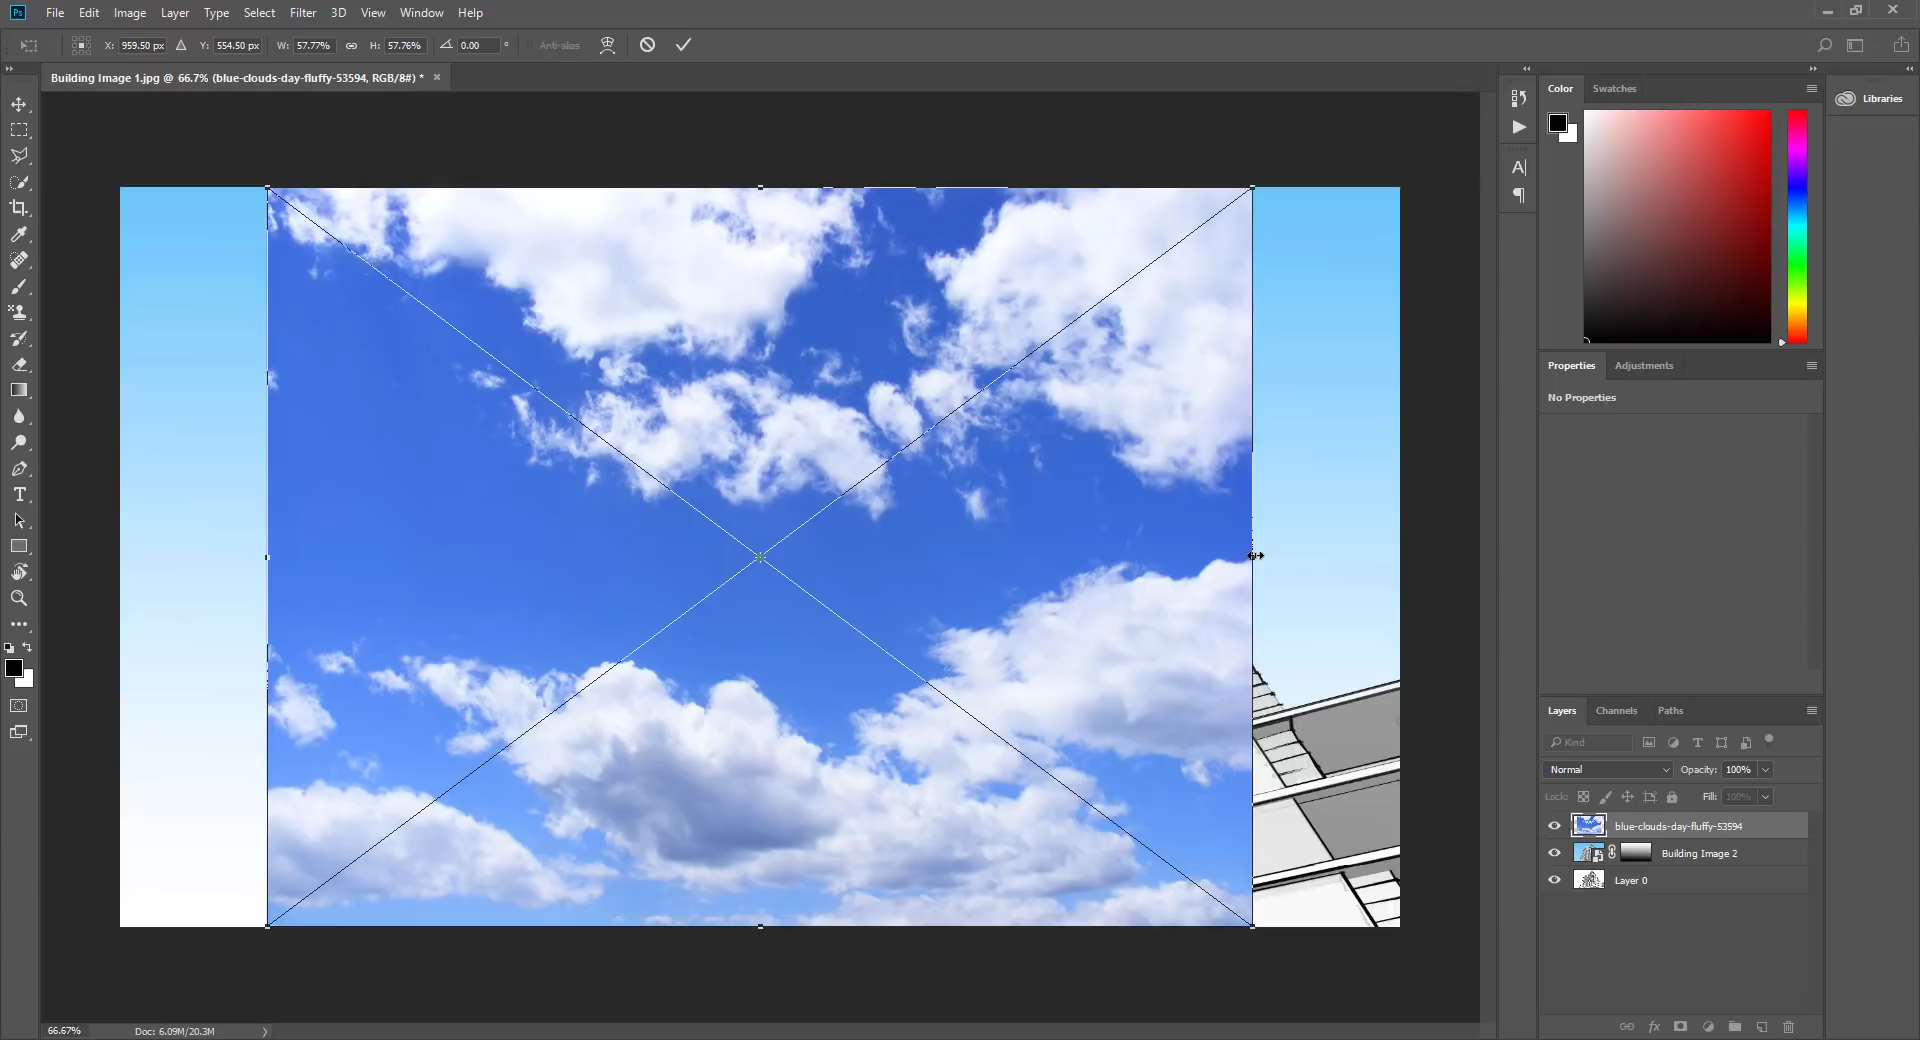 Ps File Edit Image Layer Type Select Filter 3D View Window Help
X: 959.50 px Y: 554.50 px W: 57.77% H: 57.76% 0.00 ° Anti-alias
Building Image 1.jpg @ 66.7% (blue-clouds-day-fluffy-53594, RGB/8#) * ×
Color Swatches
Libraries
A|
Properties Adjustments
No Properties
T
Layers Channels Paths
Kind T
Normal Opacity: 100%
Lock: Fill: 100%
blue-clouds-day-fluffy-53594
Building Image 2
Layer 0
fx
66.67% Doc: 6.09M/20.3M